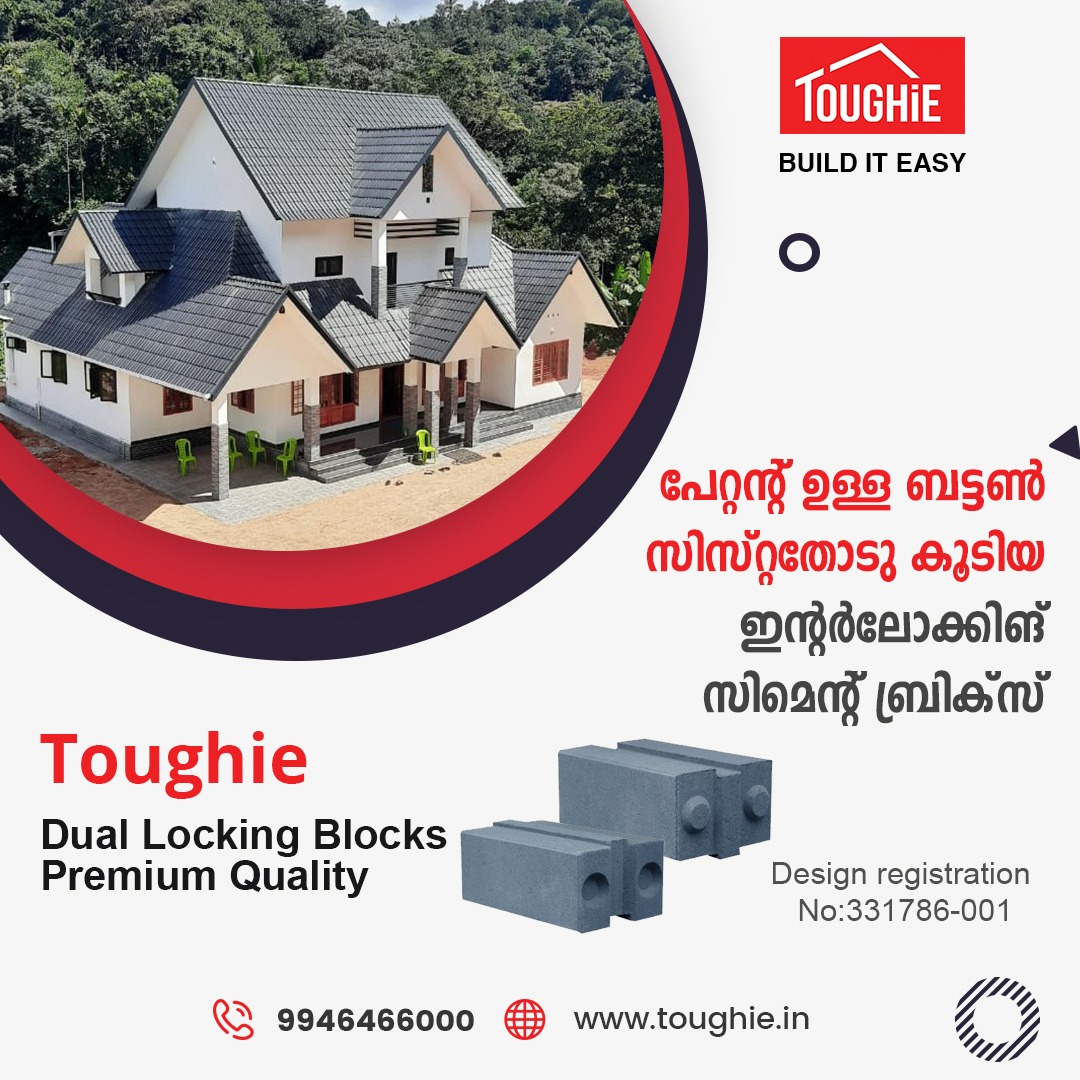 TOUGHiE
BUILD IT EASY
പേറ്റന്റ് ഉള്ള ബട്ടൺ
സിസ്റ്റതോടു കൂടിയ
ഇന്റർലോക്കിങ്
സിമെന്റ് ബ്രിക്സ്
Toughie
Dual Locking Blocks
Premium Quality
Design registration
No:331786-001
9946466000 www.toughie.in